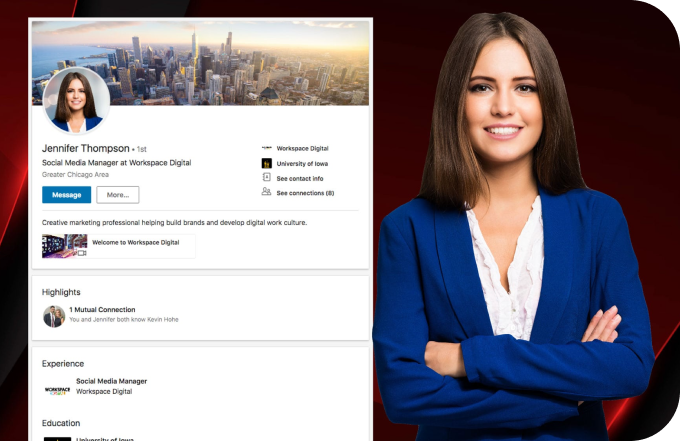 Jennifer Thompson • 1st
Social Media Manager at Workspace Digital
Greater Chicago Area
Message
More...
Workspace Digital
University of Iowa
See contact info
See connections (8)
Creative marketing professional helping build brands and develop digital work culture.
Welcome to Workspace Digital
Highlights
1 Mutual Connection
You and Jennifer both know Kevin Hohe
Experience
WORKSPACE
Social Media Manager
Workspace Digital
Education
University of Iowa